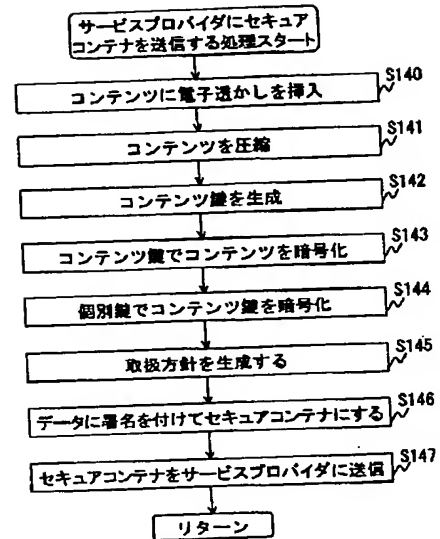 サービスプロバイダにセキュア
コンテナを送信する処理スタート
S140
コンテンツに電子透かしを挿入
S141
コンテンツを圧縮
S142
コンテンツ鍵を生成
S143
コンテンツ鍵でコンテンツを暗号化
S144
個別鍵でコンテンツ鍵を暗号化
S145
取扱方針を生成する
S146
データに署名を付けてセキュアコンテナにする
S147
セキュアコンテナをサービスプロバイダに送信
リターン